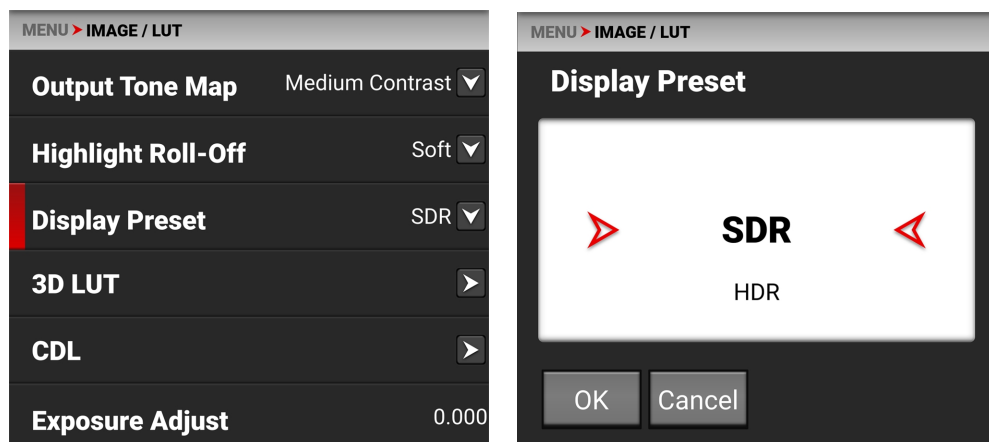 MENU IMAGE / LUT
Output Tone Map Medium Contrast
Highlight Roll-Off Soft
Display Preset SDR
3D LUT
CDL
Exposure Adjust 0.000
MENU IMAGE / LUT
Display Preset
SDR
HDR
OK Cancel